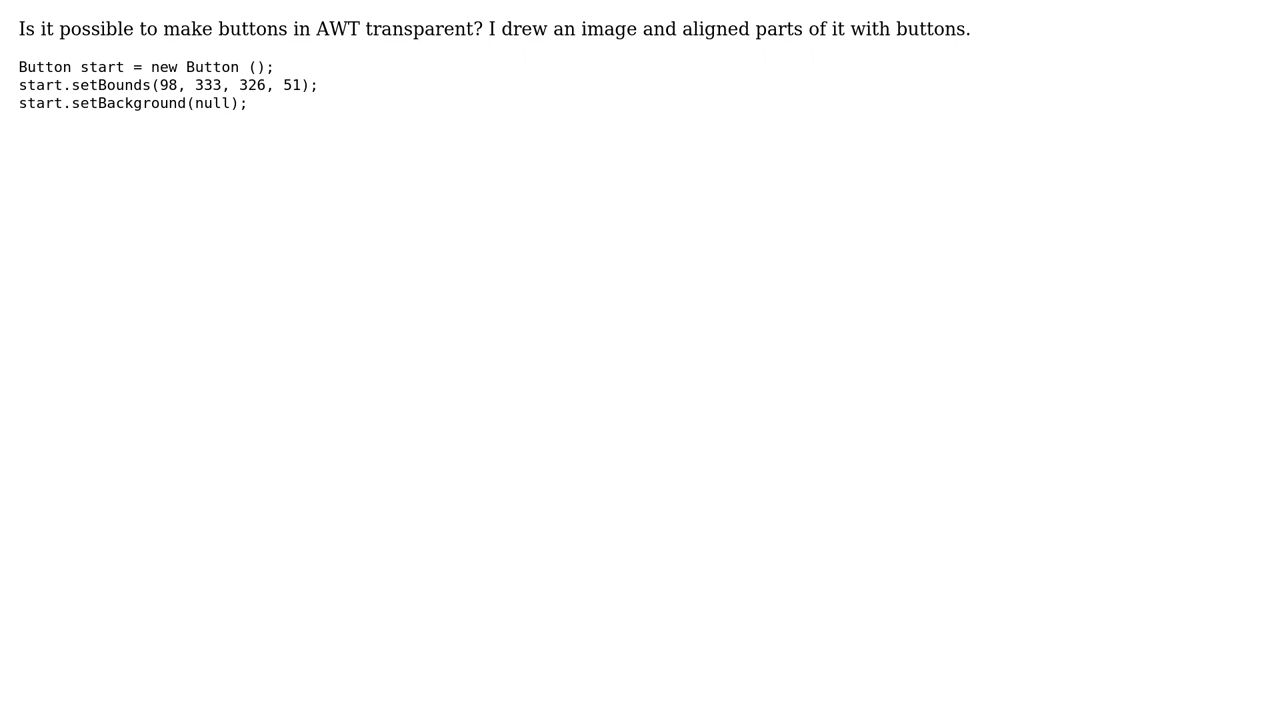 Is it possible to make buttons in AWT transparent? I drew an image and aligned parts of it with buttons.
Button start = new Button ();
start.setBounds(98, 333, 326, 51);
start.setBackground(null);